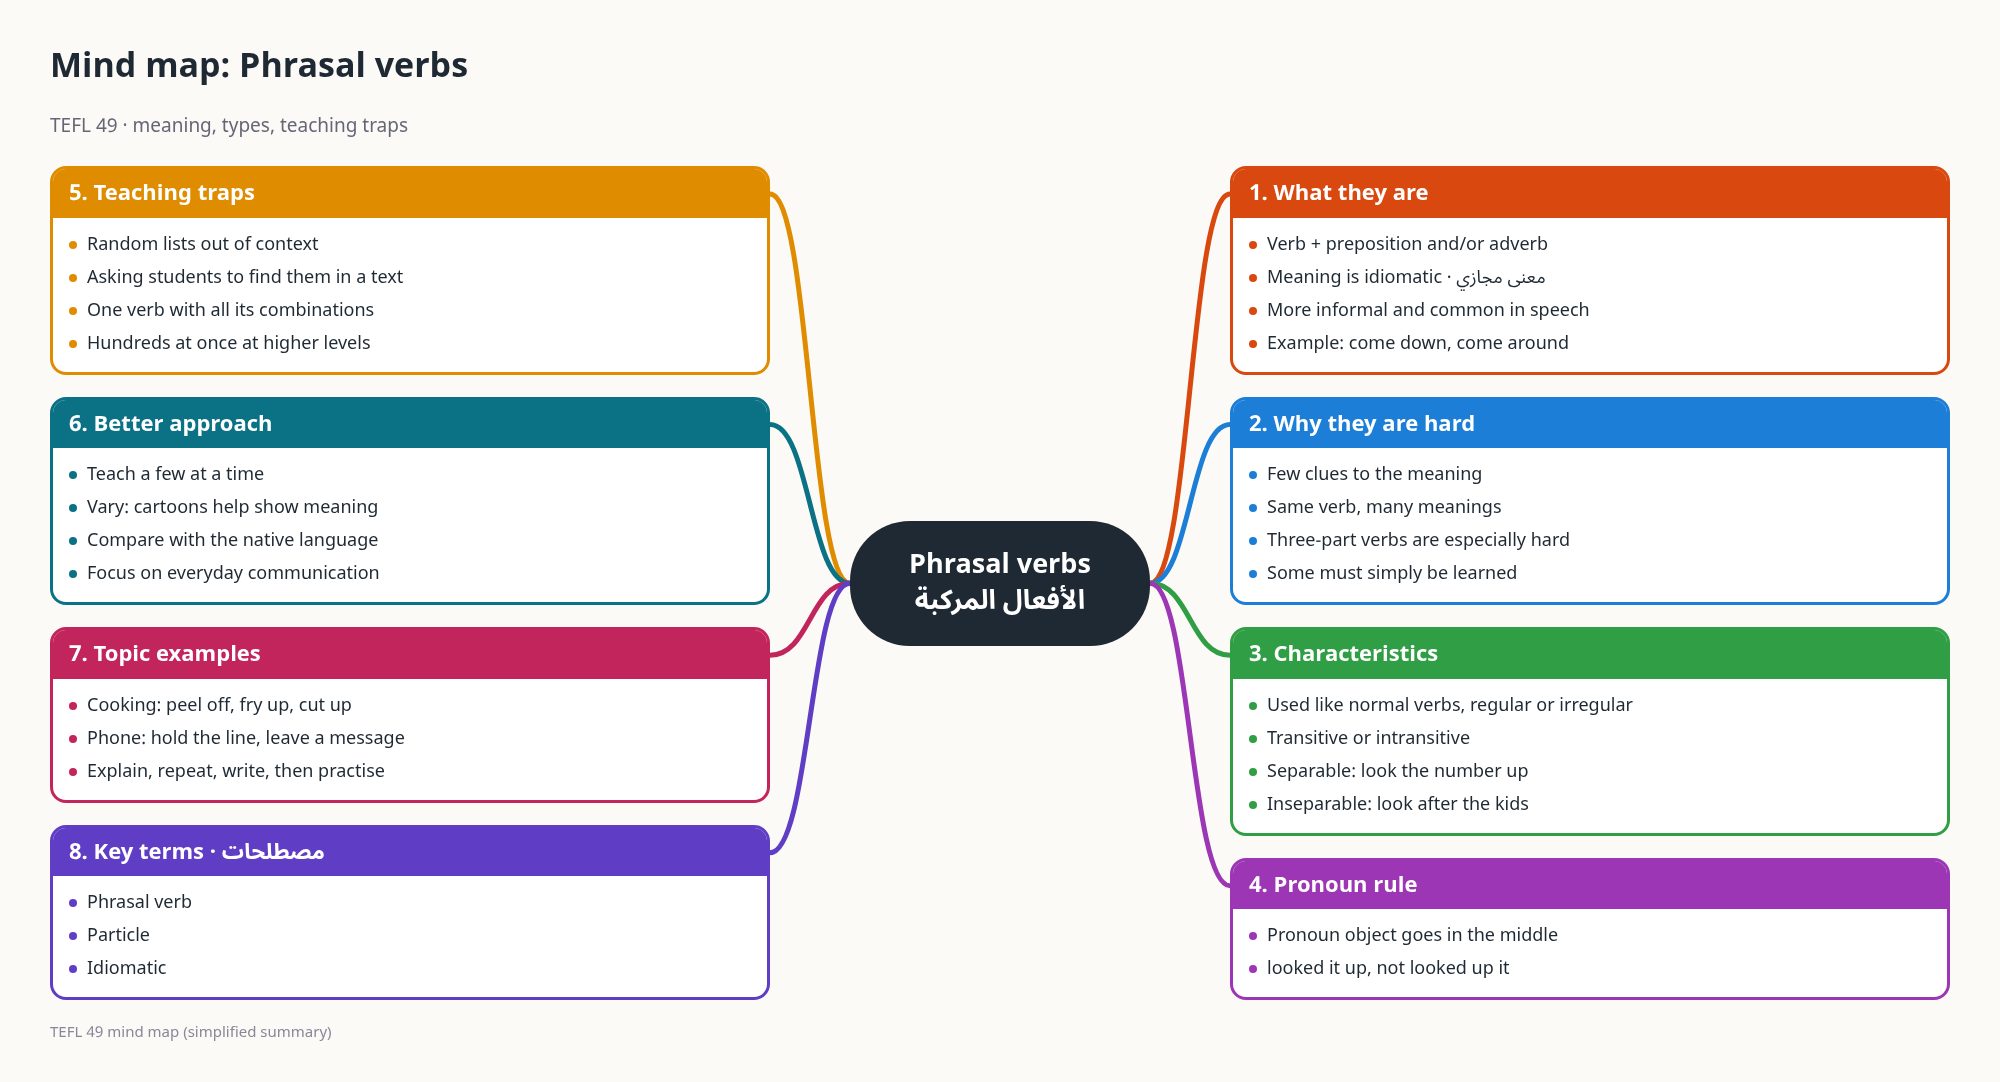 Mind map: Phrasal verbs
TEFL 49 · meaning, types, teaching traps
5. Teaching traps
Random lists out of context
Asking students to find them in a text
One verb with all its combinations
Hundreds at once at higher levels
6. Better approach
Teach a few at a time
Vary: cartoons help show meaning
Compare with the native language
Focus on everyday communication
7. Topic examples
Cooking: peel off, fry up, cut up
Phone: hold the line, leave a message
Explain, repeat, write, then practise
8. Key terms · مصطلحات
Phrasal verb
Particle
Idiomatic
Phrasal verbs
الأفعال المركبة
1. What they are
Verb + preposition and/or adverb
Meaning is idiomatic · معنى مجازي
More informal and common in speech
Example: come down, come around
2. Why they are hard
Few clues to the meaning
Same verb, many meanings
Three-part verbs are especially hard
Some must simply be learned
3. Characteristics
Used like normal verbs, regular or irregular
Transitive or intransitive
Separable: look the number up
Inseparable: look after the kids
4. Pronoun rule
Pronoun object goes in the middle
looked it up, not looked up it
TEFL 49 mind map (simplified summary)